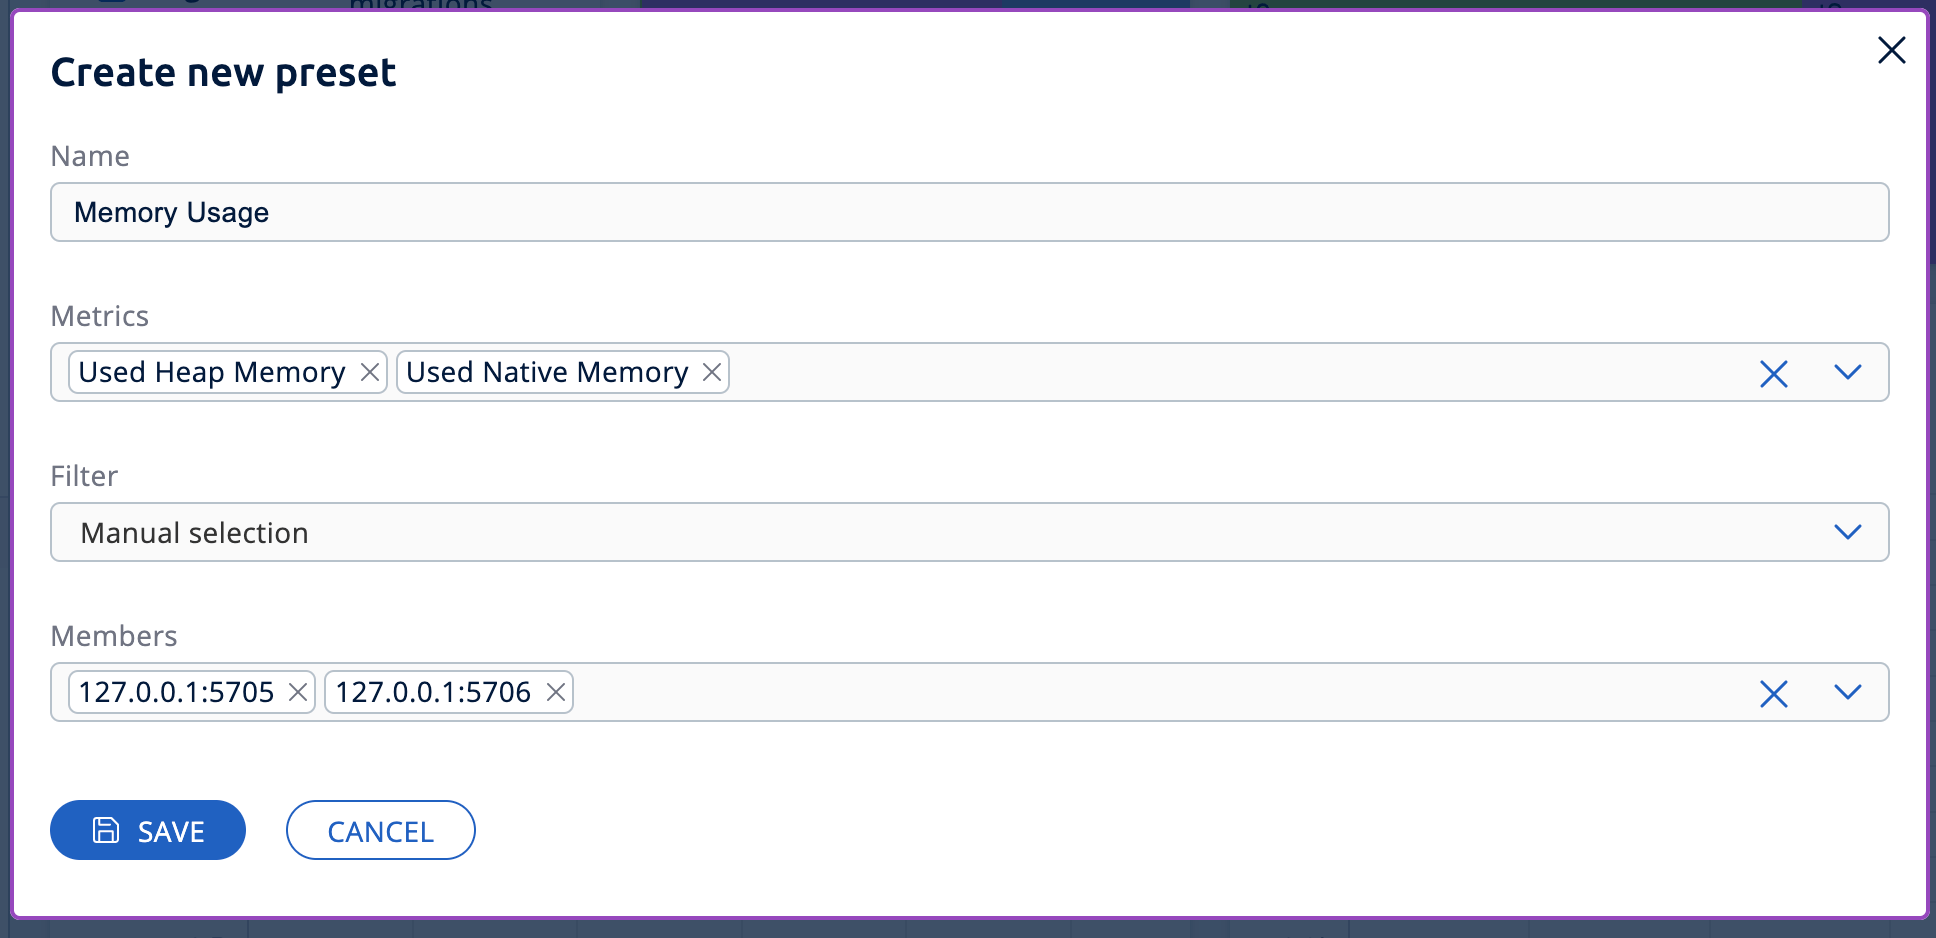 migrations
Create new preset
Name
Memory Usage
Metrics
Used Heap Memory Used Native Memory
Filter
Manual selection
Members
127.0.0.1:5705 127.0.0.1:5706
SAVE CANCEL